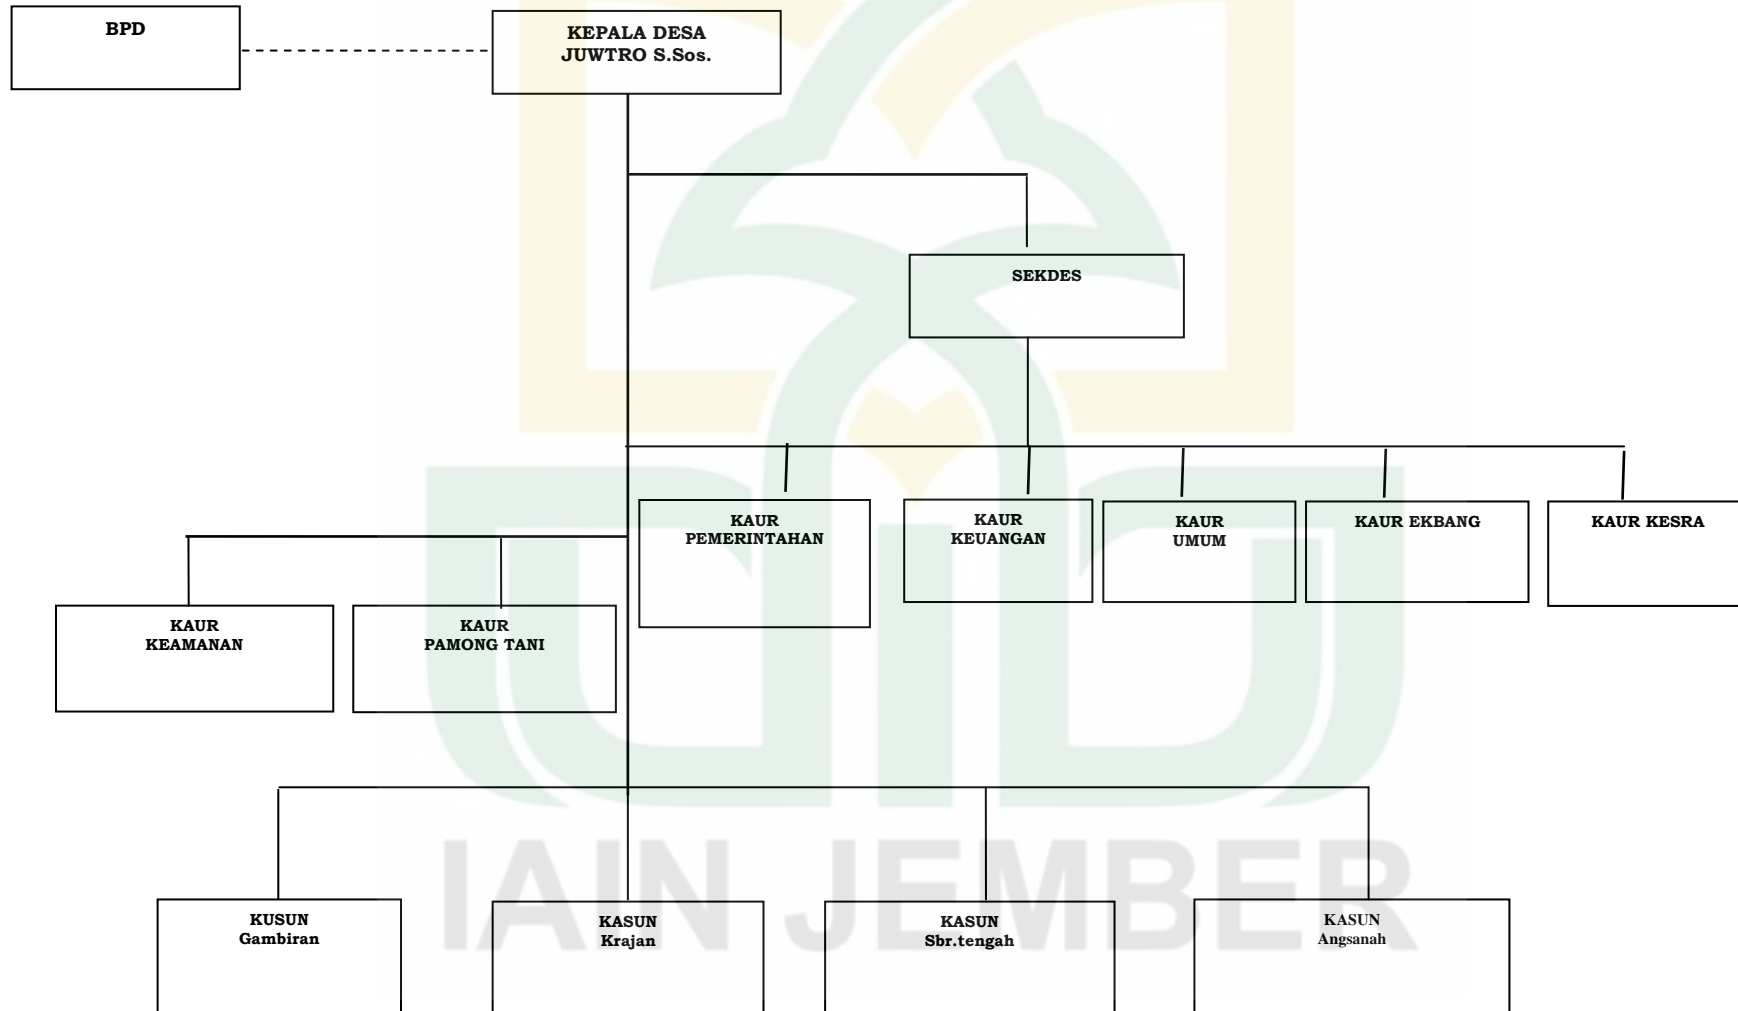 BPD
KEPALA DESA
JUWTRO S.Sos.
SEKDES
KAUR
PEMERINTAHAN
KAUR
KEUANGAN
KAUR
UMUM
KAUR EKBANG
KAUR KESRA
KAUR
KEAMANAN
KAUR
PAMONG TANI
KUSUN
Gambiran
KASUN
Krajan
KASUN
Sbr.tengah
KASUN
Angsanah
IAIN JEMBER